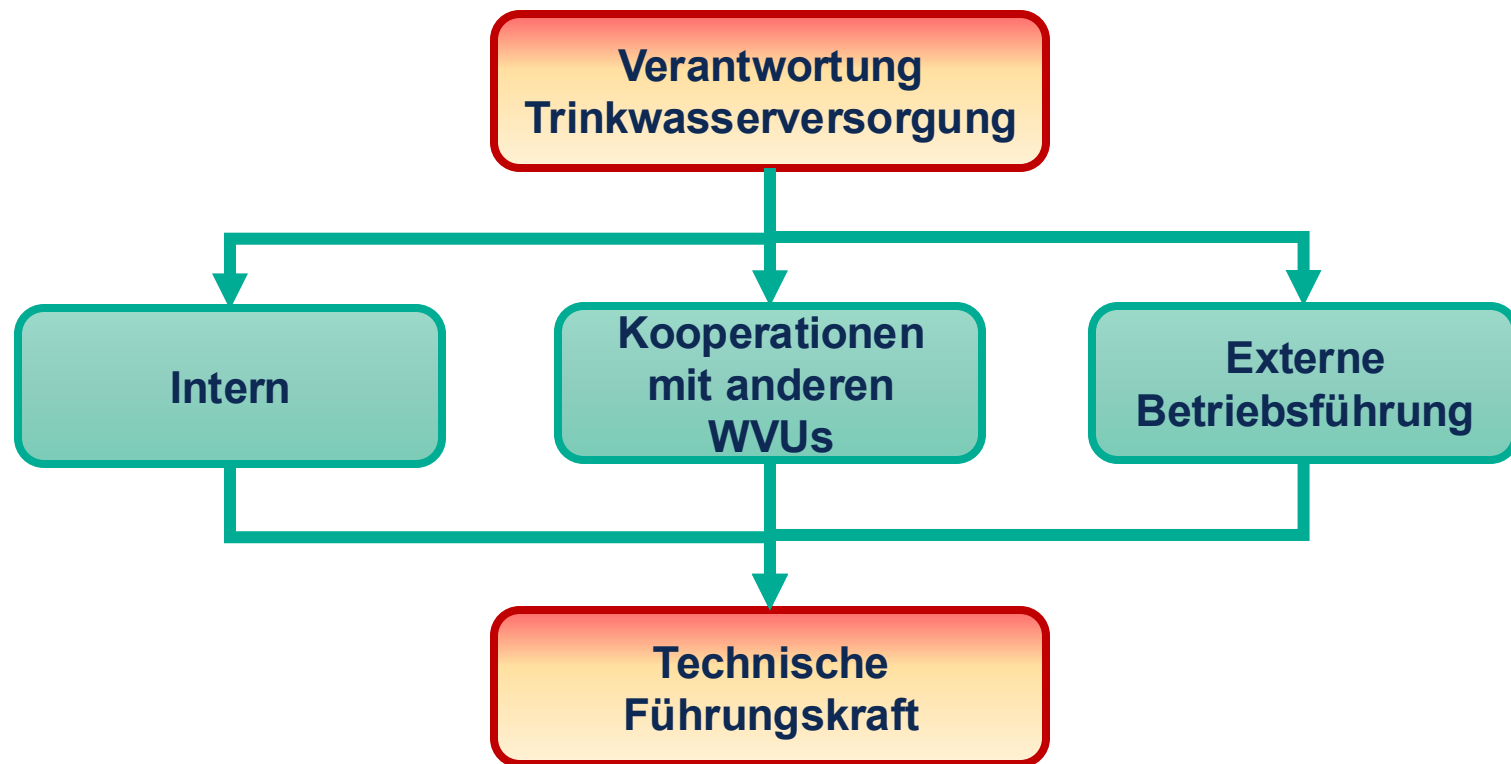 Verantwortung
Trinkwasserversorgung
Intern
Kooperationen
mit anderen
WVUs
Externe
Betriebsführung
Technische
Führungskraft